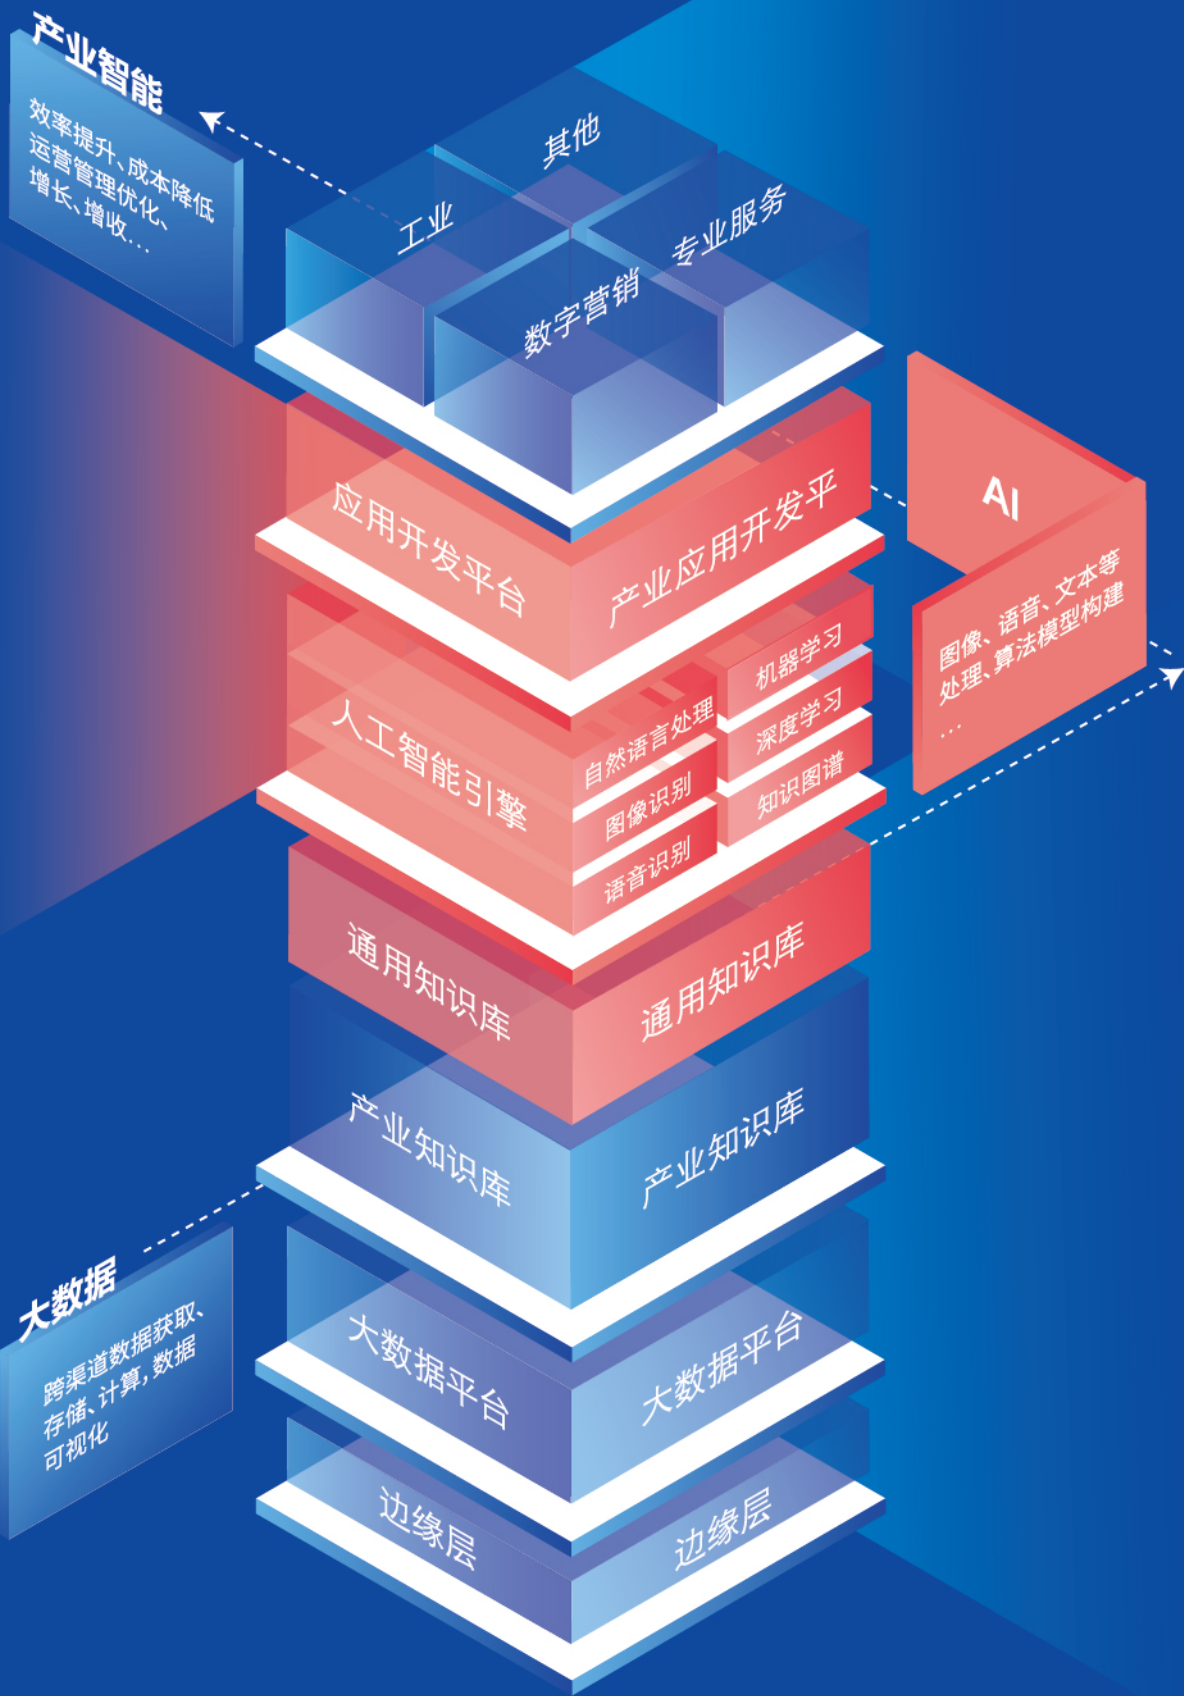 产业智能
效率提升、成本降低
运营管理优化、
增长、增收...
其他
工业
专业服务
数字营销
应用开发平台
产业应用开发平
AI
图像、语音、文本等
处理、算法模型构建
...
人工智能引擎
自然语言处理
图像识别
语音识别
机器学习
深度学习
知识图谱
通用知识库
通用知识库
产业知识库
产业知识库
大数据
跨渠道数据获取、
存储、计算，数据
可视化
大数据平台
大数据平台
边缘层
边缘层